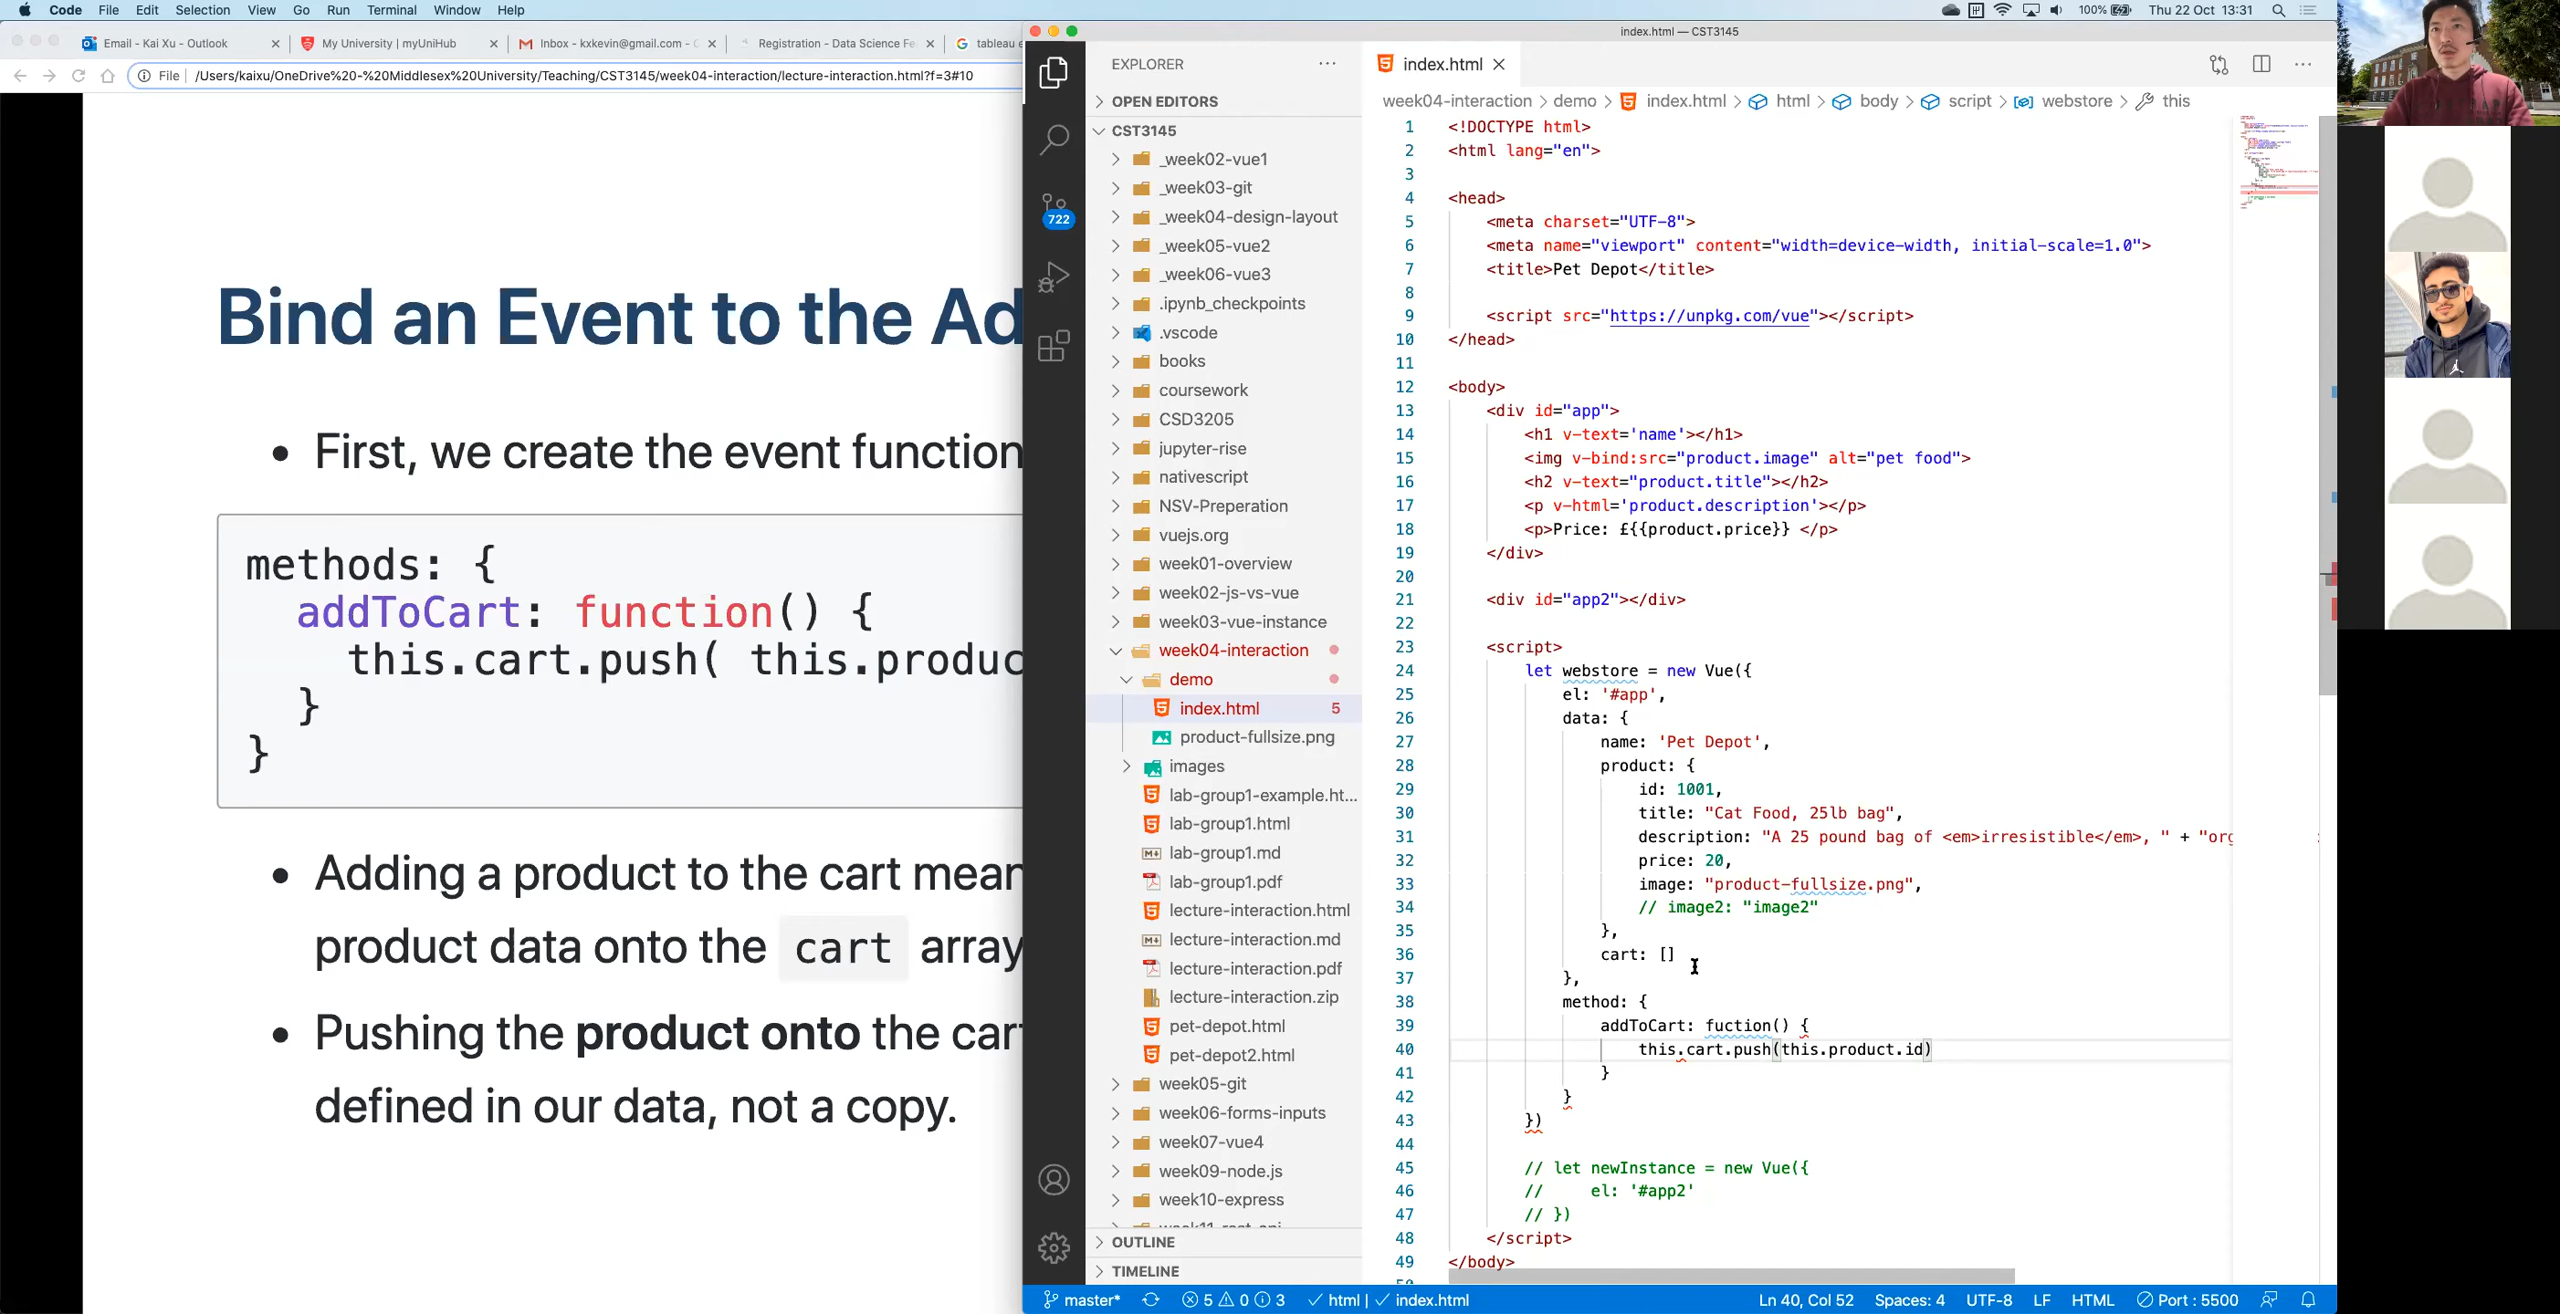 Code File Edit Selection View Go Run Terminal Window Help
100% Thu 22 Oct 13:31
Email - Kai Xu - Outlook
My University | myUniHub
Inbox - kxkevin@gmail.com -
Registration - Data Science Fe
tableau e
File | /Users/kaixu/OneDrive%20-%20Middlesex%20University/Teaching/CST3145/week04-interaction/lecture-interaction.html?f=3#10
Bind an Event to the Ad
• First, we create the event function
methods: {
addToCart: function() {
this.cart.push( this.produc
}
}
• Adding a product to the cart mean
product data onto the cart array
• Pushing the product onto the car
defined in our data, not a copy.
index.html — CST3145
722
EXPLORER ...
OPEN EDITORS
CST3145
_week02-vue1
_week03-git
_week04-design-layout
_week05-vue2
_week06-vue3
.ipynb_checkpoints
.vscode
books
coursework
CSD3205
jupyter-rise
nativescript
NSV-Preperation
vuejs.org
week01-overview
week02-js-vs-vue
week03-vue-instance
week04-interaction
demo
index.html 5
product-fullsize.png
images
lab-group1-example.ht...
lab-group1.html
lab-group1.md
lab-group1.pdf
lecture-interaction.html
lecture-interaction.md
lecture-interaction.pdf
lecture-interaction.zip
pet-depot.html
pet-depot2.html
week05-git
week06-forms-inputs
week07-vue4
week09-node.js
week10-express
OUTLINE
TIMELINE
index.html
week04-interaction > demo > index.html > html > body > script > webstore > this
1 <!DOCTYPE html>
2 <html lang="en">
3
4 <head>
5 <meta charset="UTF-8">
6 <meta name="viewport" content="width=device-width, initial-scale=1.0">
7 <title>Pet Depot</title>
8
9 <script src="https://unpkg.com/vue"></script>
10 </head>
11
12 <body>
13 <div id="app">
14 <h1 v-text='name'></h1>
15 <img v-bind:src="product.image" alt="pet food">
16 <h2 v-text="product.title"></h2>
17 <p v-html='product.description'></p>
18 <p>Price: £{{product.price}} </p>
19 </div>
20
21 <div id="app2"></div>
22
23 <script>
24 let webstore = new Vue({
25 el: '#app',
26 data: {
27 name: 'Pet Depot',
28 product: {
29 id: 1001,
30 title: "Cat Food, 25lb bag",
31 description: "A 25 pound bag of <em>irresistible</em>, " + "org
32 price: 20,
33 image: "product-fullsize.png",
34 // image2: "image2"
35 },
36 cart: []
37 },
38 method: {
39 addToCart: fuction() {
40 this.cart.push(this.product.id)
41 }
42 }
43 })
44
45 // let newInstance = new Vue({
46 // el: '#app2'
47 // })
48 </script>
49 </body>
master* 5 0 3 html | index.html Ln 40, Col 52 Spaces: 4 UTF-8 LF HTML Port : 5500